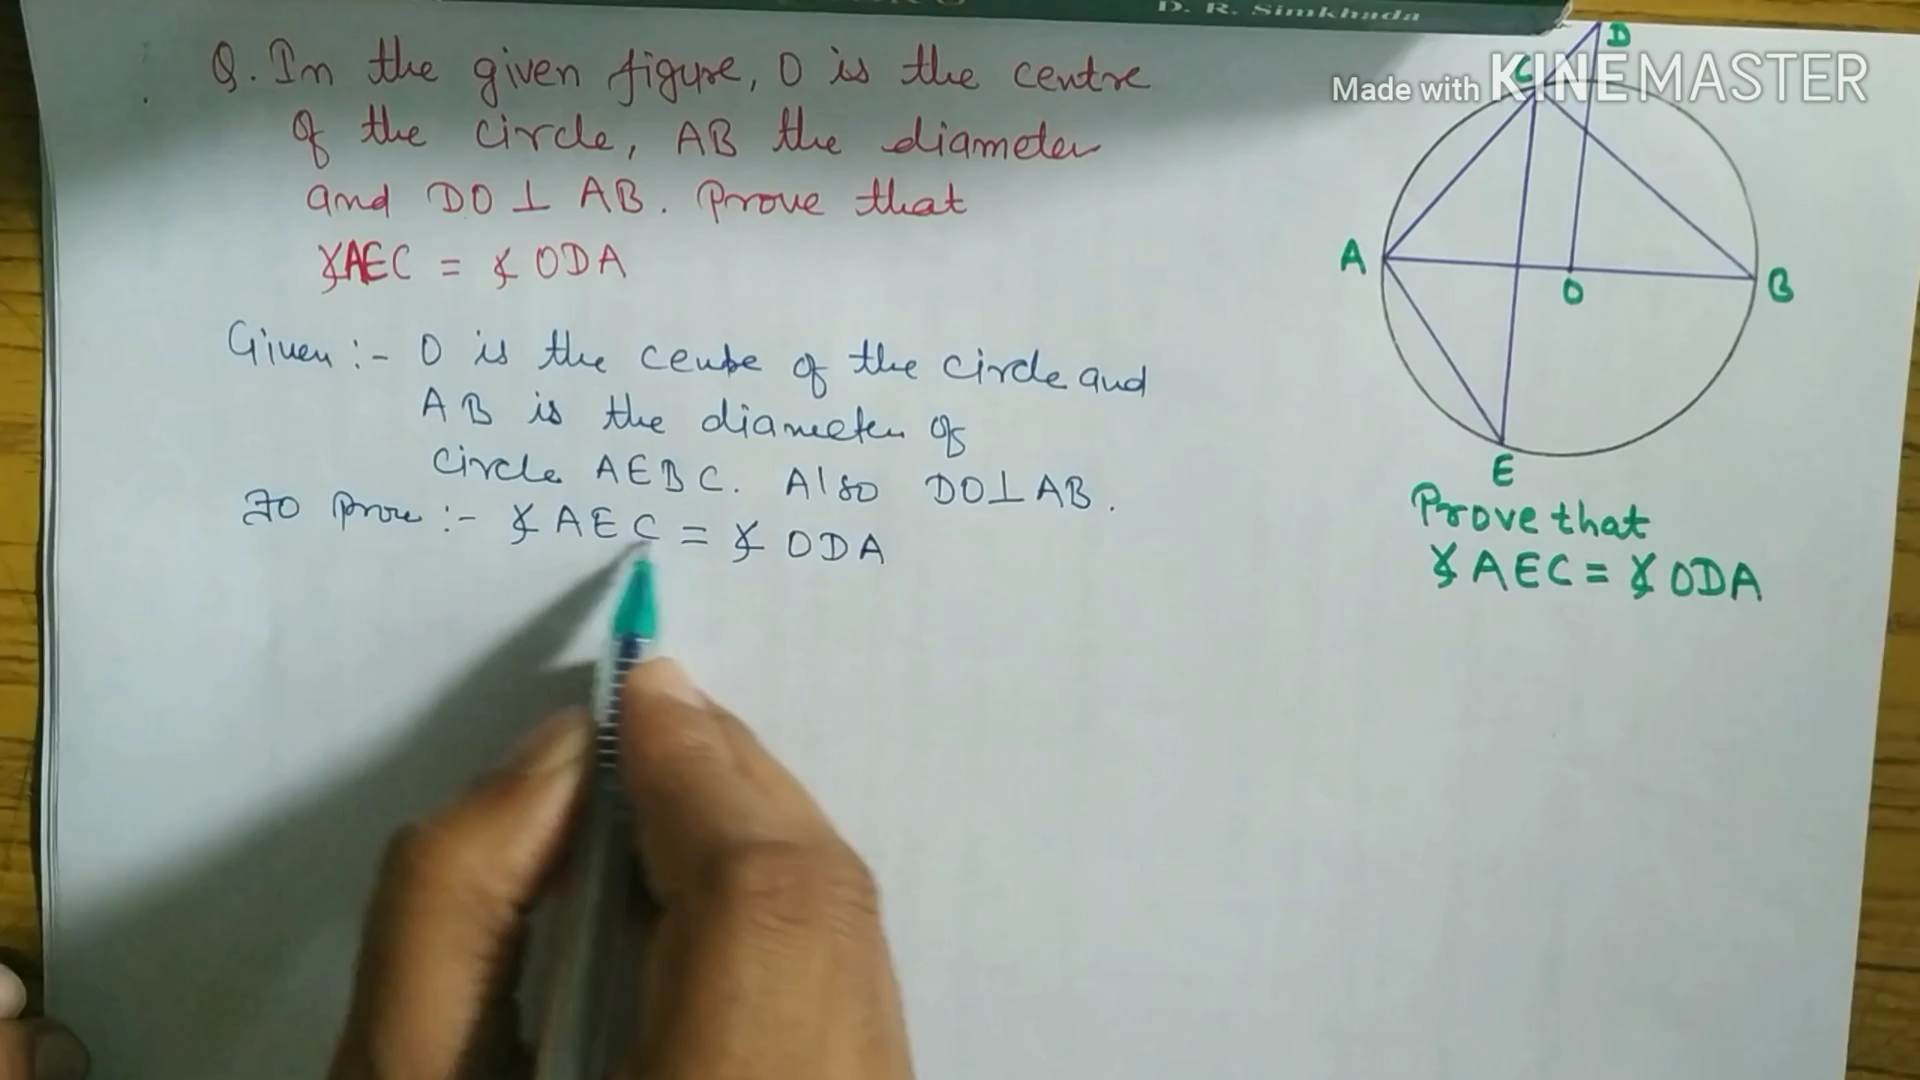 D. R. Simkhada
Made with KINEMASTER
Q. In the given figure, O is the centre
of the circle, AB the diameter
and DO ⊥ AB. Prove that
∡AEC = ∡ ODA
Given :- O is the centre of the circle and
AB is the diameter of
circle AEBC. Also DO⊥AB.
To prove :- ∡ AEC = ∡ ODA
D
C
A
O
B
E
Prove that
∡AEC = ∡ODA